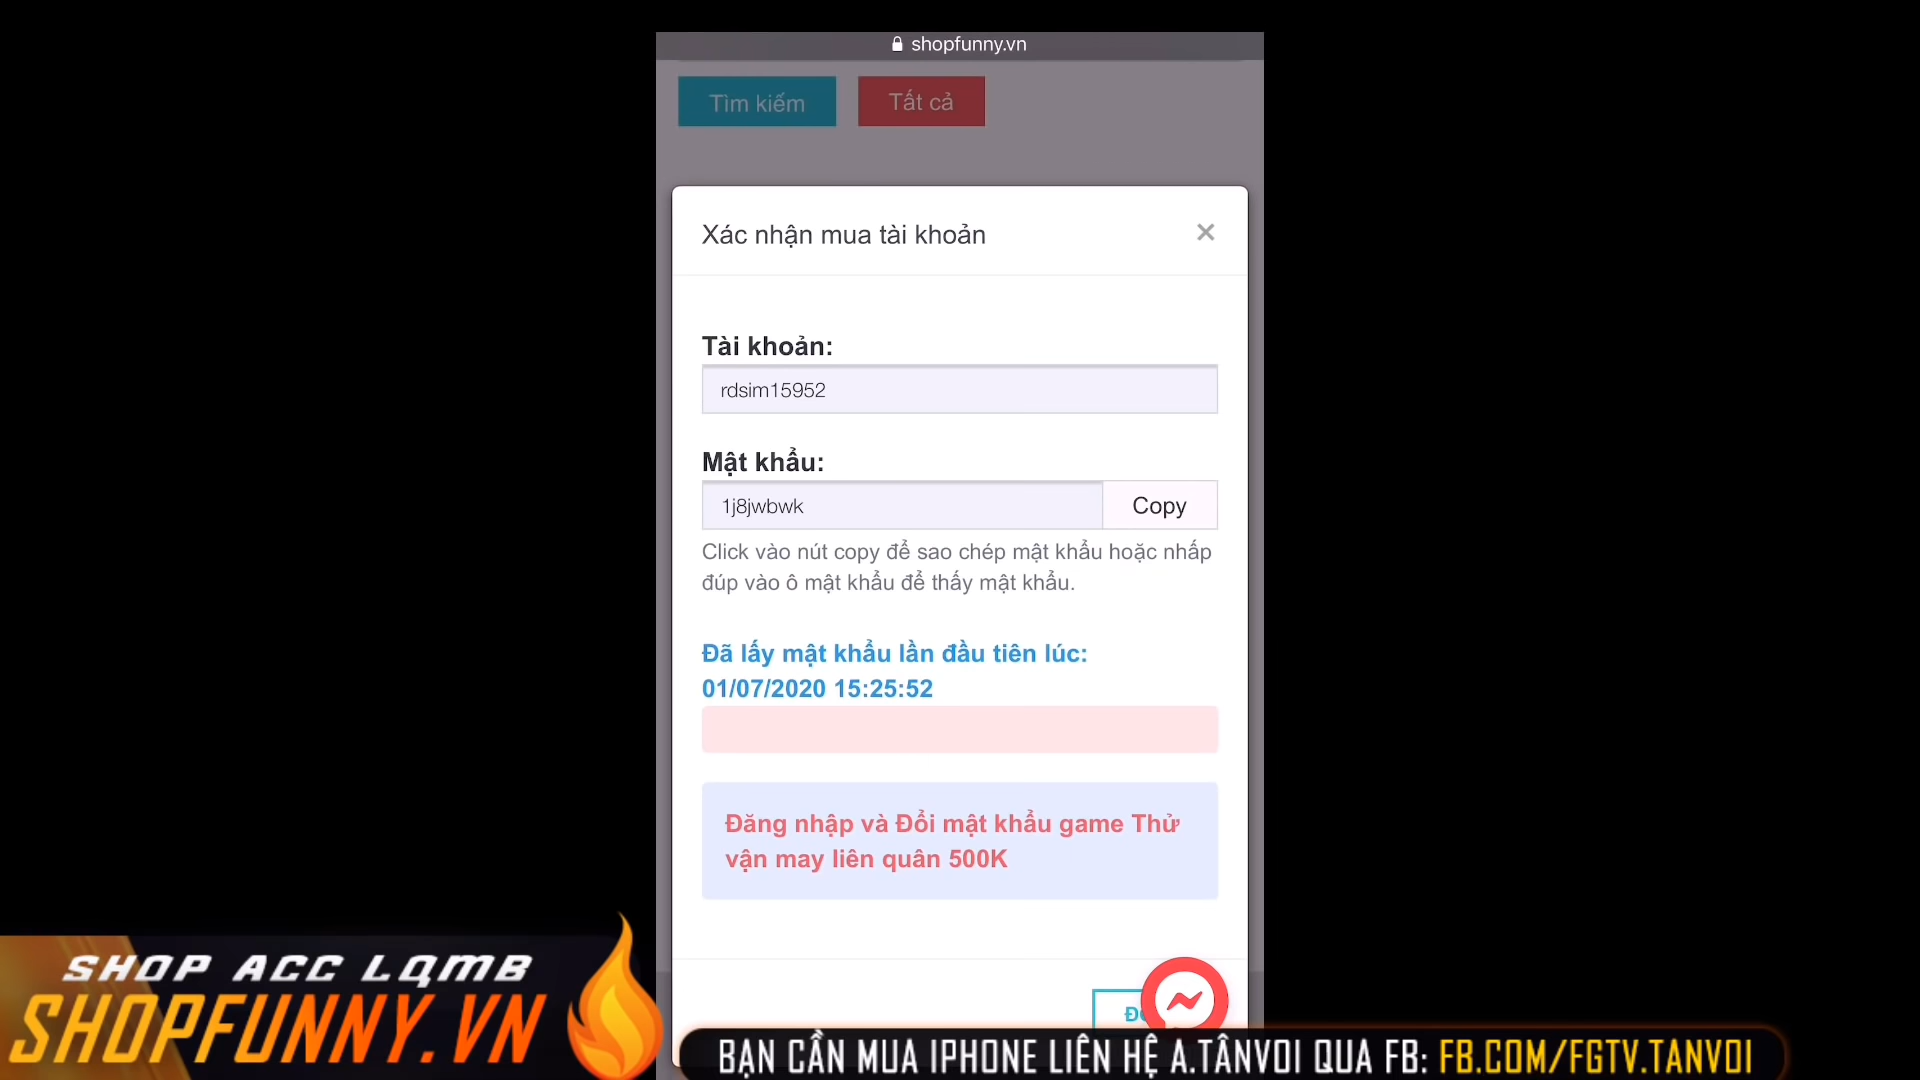 shopfunny.vn
Tìm kiếm
Tất cả
Xác nhận mua tài khoản
×
Tài khoản:
rdsim15952
Mật khẩu:
1j8jwbwk
Copy
Click vào nút copy để sao chép mật khẩu hoặc nhấp
đúp vào ô mật khẩu để thấy mật khẩu.
Đã lấy mật khẩu lần đầu tiên lúc:
01/07/2020 15:25:52
Đăng nhập và Đổi mật khẩu game Thử
vận may liên quân 500K
SHOP ACC LQMB
SHOPFUNNY.VN
BẠN CẦN MUA IPHONE LIÊN HỆ A.TÂNVOI QUA FB: FB.COM/FGTV.TANVOI